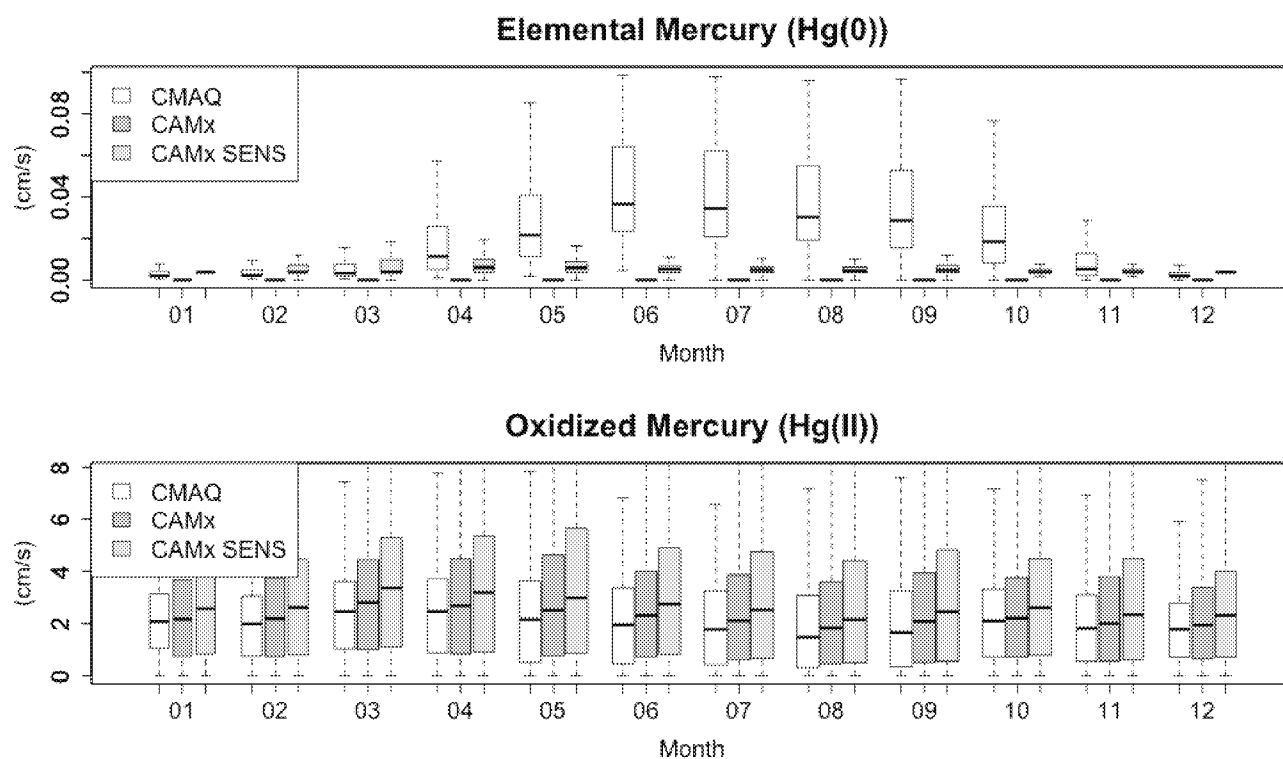 Elemental Mercury (Hg(0))
CMAQ
CAMx
CAMx SENS
(cm/s)
0.08
0.04
0.00
01 02 03 04 05 06 07 08 09 10 11 12
Month
Oxidized Mercury (Hg(II))
CMAQ
CAMx
CAMx SENS
(cm/s)
8
6
4
2
0
01 02 03 04 05 06 07 08 09 10 11 12
Month